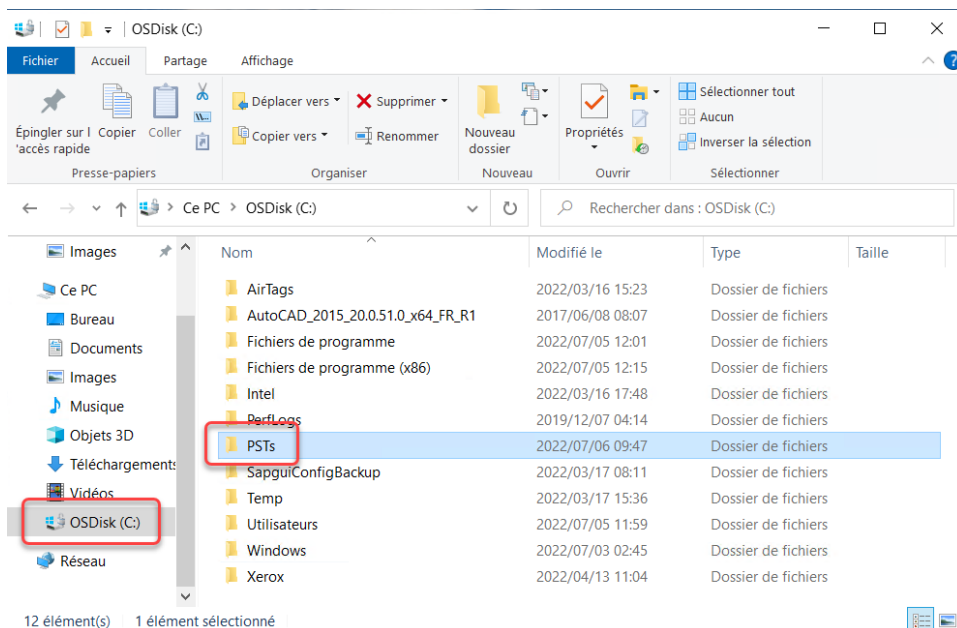 OSDisk (C:)
Fichier Accueil Partage Affichage
Épingler sur l 'accès rapide
Copier
Coller
Déplacer vers
Copier vers
Supprimer
Renommer
Nouveau dossier
Propriétés
Sélectionner tout
Aucun
Inverser la sélection
Presse-papiers Organiser Nouveau Ouvrir Sélectionner
Ce PC > OSDisk (C:)
Rechercher dans : OSDisk (C:)
Images
Ce PC
Bureau
Documents
Images
Musique
Objets 3D
Téléchargements
Vidéos
OSDisk (C:)
Réseau
Nom Modifié le Type Taille
AirTags 2022/03/16 15:23 Dossier de fichiers
AutoCAD_2015_20.0.51.0_x64_FR_R1 2017/06/08 08:07 Dossier de fichiers
Fichiers de programme 2022/07/05 12:01 Dossier de fichiers
Fichiers de programme (x86) 2022/07/05 12:15 Dossier de fichiers
Intel 2022/03/16 17:48 Dossier de fichiers
PerfLogs 2019/12/07 04:14 Dossier de fichiers
PSTs 2022/07/06 09:47 Dossier de fichiers
SapguiConfigBackup 2022/03/17 08:11 Dossier de fichiers
Temp 2022/03/17 15:36 Dossier de fichiers
Utilisateurs 2022/07/05 11:59 Dossier de fichiers
Windows 2022/07/03 02:45 Dossier de fichiers
Xerox 2022/04/13 11:04 Dossier de fichiers
12 élément(s) 1 élément sélectionné